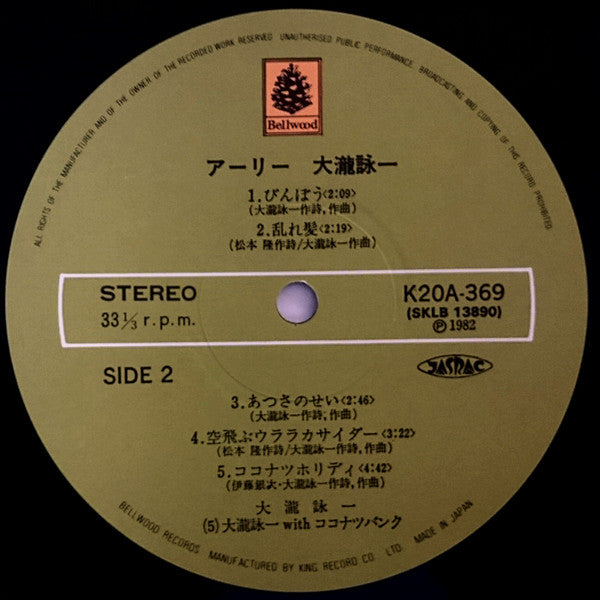 ALL RIGHTS OF THE MANUFACTURER AND OF THE OWNER OF THE RECORDED WORK RESERVED UNAUTHORISED PUBLIC PERFORMANCE, BROADCASTING AND COPYING OF THIS RECORD PROHIBITED
Bellwood
アーリー 大瀧詠一
1.びんぼう<2:09>
(大瀧詠一作詩,作曲)
2.乱れ髪<2:19>
(松本 隆作詩/大瀧詠一作曲)
STEREO
33 1/3 r.p.m.
K20A-369
(SKLB 13890)
Ⓟ 1982
SIDE 2
JASRAC
3.あつさのせい<2:46>
(大瀧詠一作詩,作曲)
4.空飛ぶウララカサイダー<3:22>
(松本 隆作詩/大瀧詠一作詩,作曲)
5.ココナツホリディ<4:42>
(伊藤銀次・大瀧詠一作詩,作曲)
大瀧詠一
(5)大瀧詠一 with ココナツバンク
BELLWOOD RECORDS MANUFACTURED BY KING RECORD CO. LTD. MADE IN JAPAN